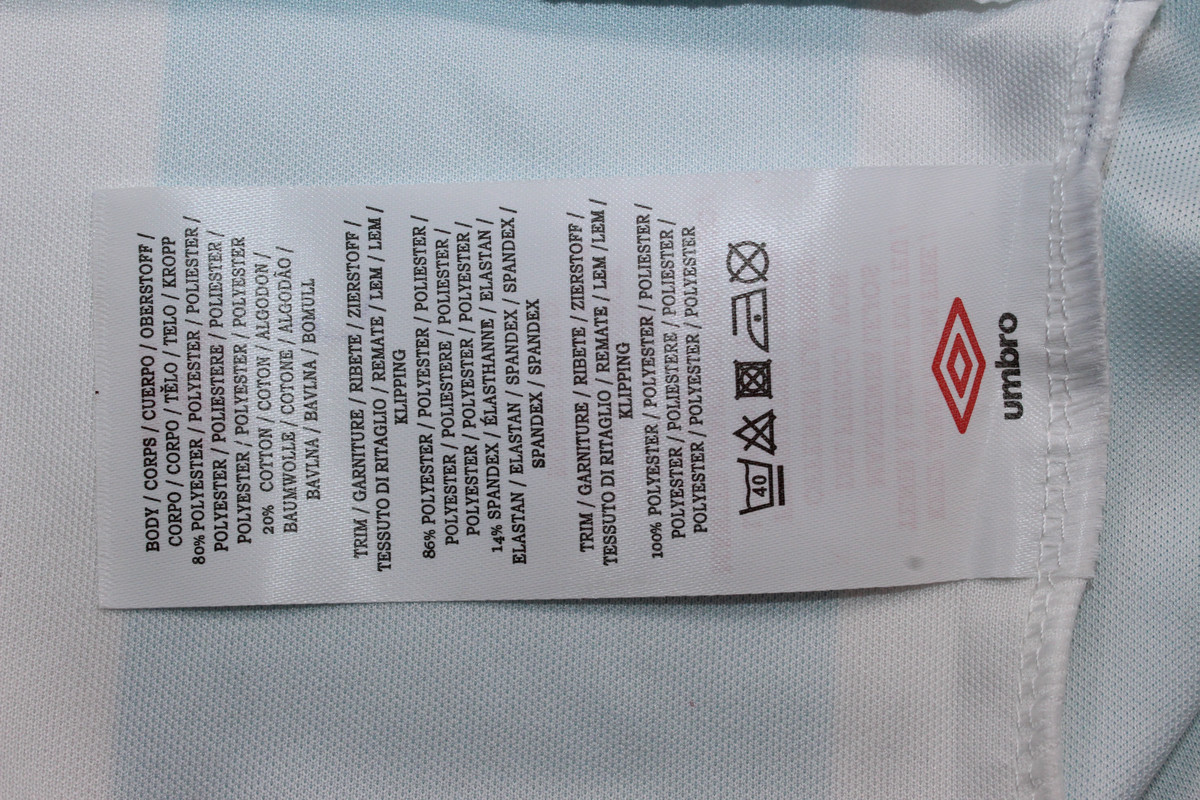 BODY / CORPS / CUERPO / OBERSTOFF /
CORPO / CORPO / TĚLO / TELO / KROPP
80% POLYESTER / POLYESTER / POLIESTER /
POLYESTER / POLIESTERE / POLIESTER /
POLYESTER / POLYESTER / POLYESTER
20% COTTON / COTON / ALGODON /
BAUMWOLLE / COTONE / ALGODÃO /
BAVLNA / BAVLNA / BOMULL
TRIM / GARNITURE / RIBETE / ZIERSTOFF /
TESSUTO DI RITAGLIO / REMATE / LEM / LEM /
KLIPPING
86% POLYESTER / POLYESTER / POLIESTER /
POLYESTER / POLIESTERE / POLIESTER /
POLYESTER / POLYESTER / POLYESTER /
14% SPANDEX / ÉLASTHANNE / ELASTAN /
ELASTAN / ELASTAN / SPANDEX / SPANDEX /
SPANDEX / SPANDEX
TRIM / GARNITURE / RIBETE / ZIERSTOFF /
TESSUTO DI RITAGLIO / REMATE / LEM /LEM /
KLIPPING
100% POLYESTER / POLYESTER / POLIESTER /
POLYESTER / POLIESTERE / POLIESTER /
POLYESTER / POLYESTER / POLYESTER
40
umbro